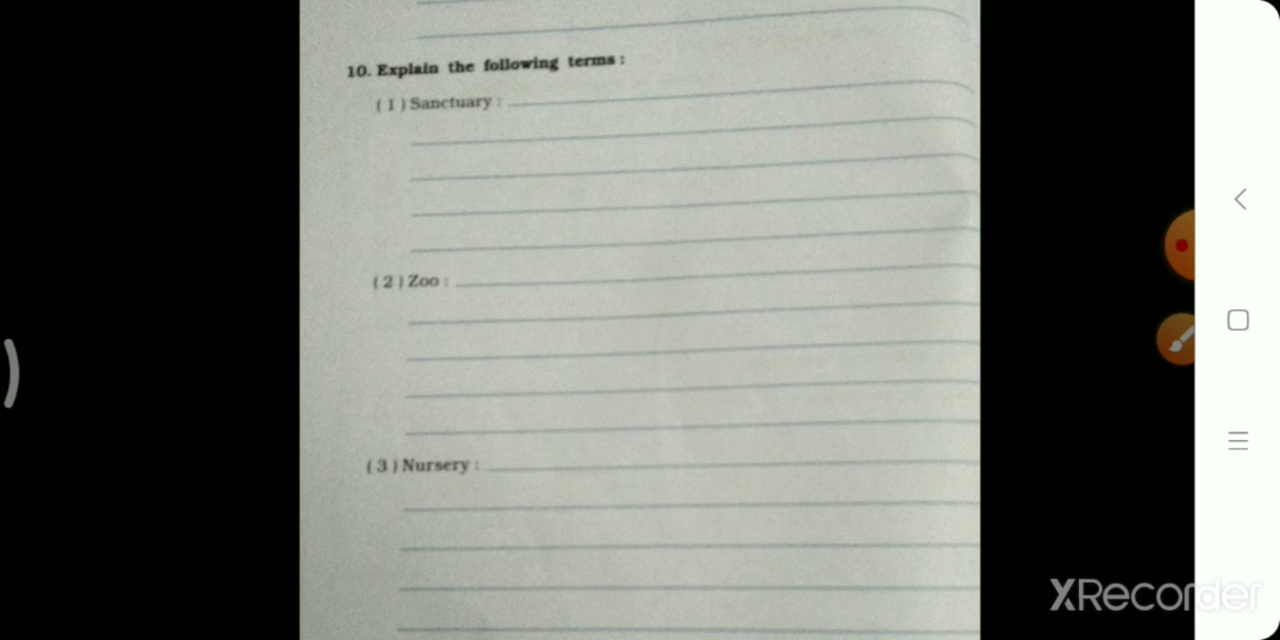 10. Explain the following terms :
( 1 ) Sanctuary :
( 2 ) Zoo :
( 3 ) Nursery :
XRecorder